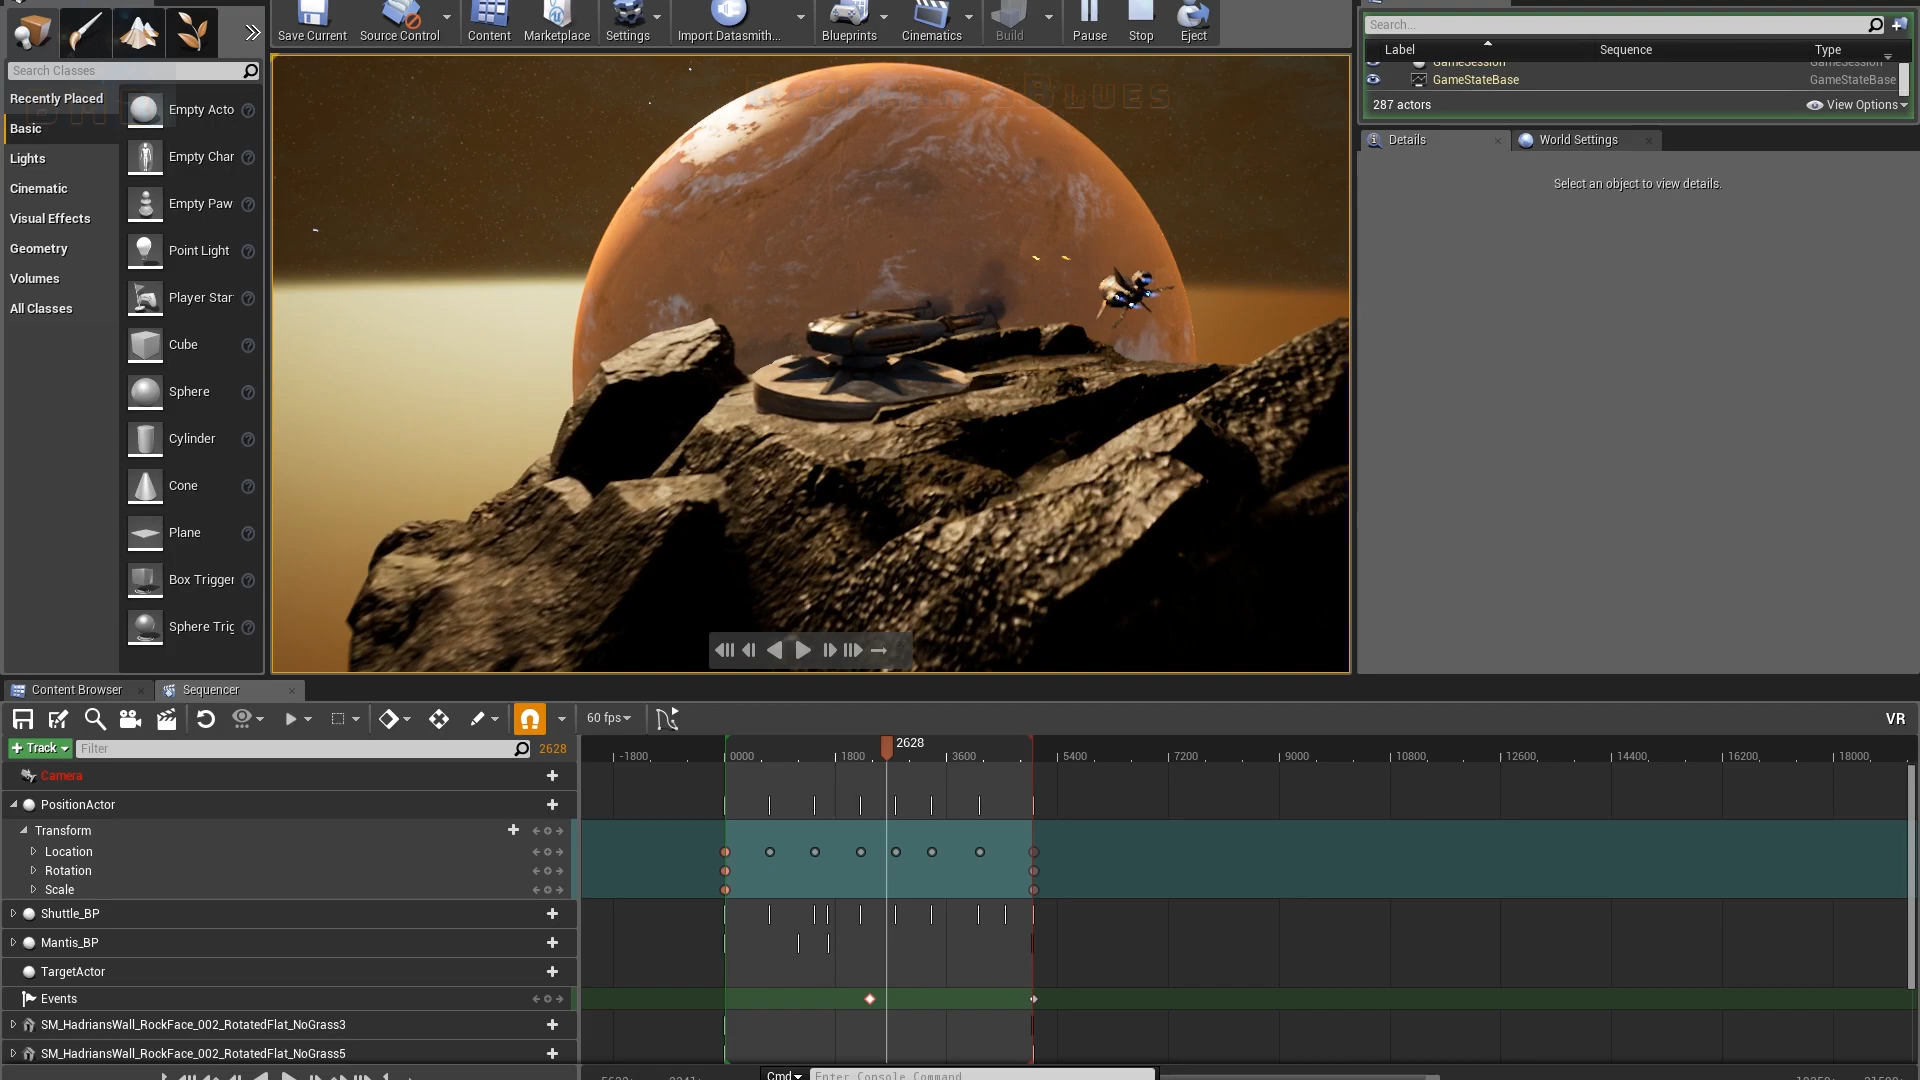 Save Current
Source Control
Content
Marketplace
Settings
Import Datasmith...
Blueprints
Cinematics
Build
Pause
Stop
Eject
Search Classes
Recently Placed
Basic
Lights
Cinematic
Visual Effects
Geometry
Volumes
All Classes
Empty Acto
Empty Char
Empty Paw
Point Light
Player Star
Cube
Sphere
Cylinder
Cone
Plane
Box Trigger
Sphere Trig
BLUES
Search...
Label Sequence Type
GameSession GameSession
GameStateBase GameStateBase
287 actors View Options
Details World Settings
Select an object to view details.
Content Browser Sequencer
60 fps VR
Track Filter 2628
2628
-1800 0000 1800 3600 5400 7200 9000 10800 12600 14400 16200 18000
Camera
PositionActor
Transform
Location
Rotation
Scale
Shuttle_BP
Mantis_BP
TargetActor
Events
SM_HadriansWall_RockFace_002_RotatedFlat_NoGrass3
SM_HadriansWall_RockFace_002_RotatedFlat_NoGrass5
Cmd Enter Console Command